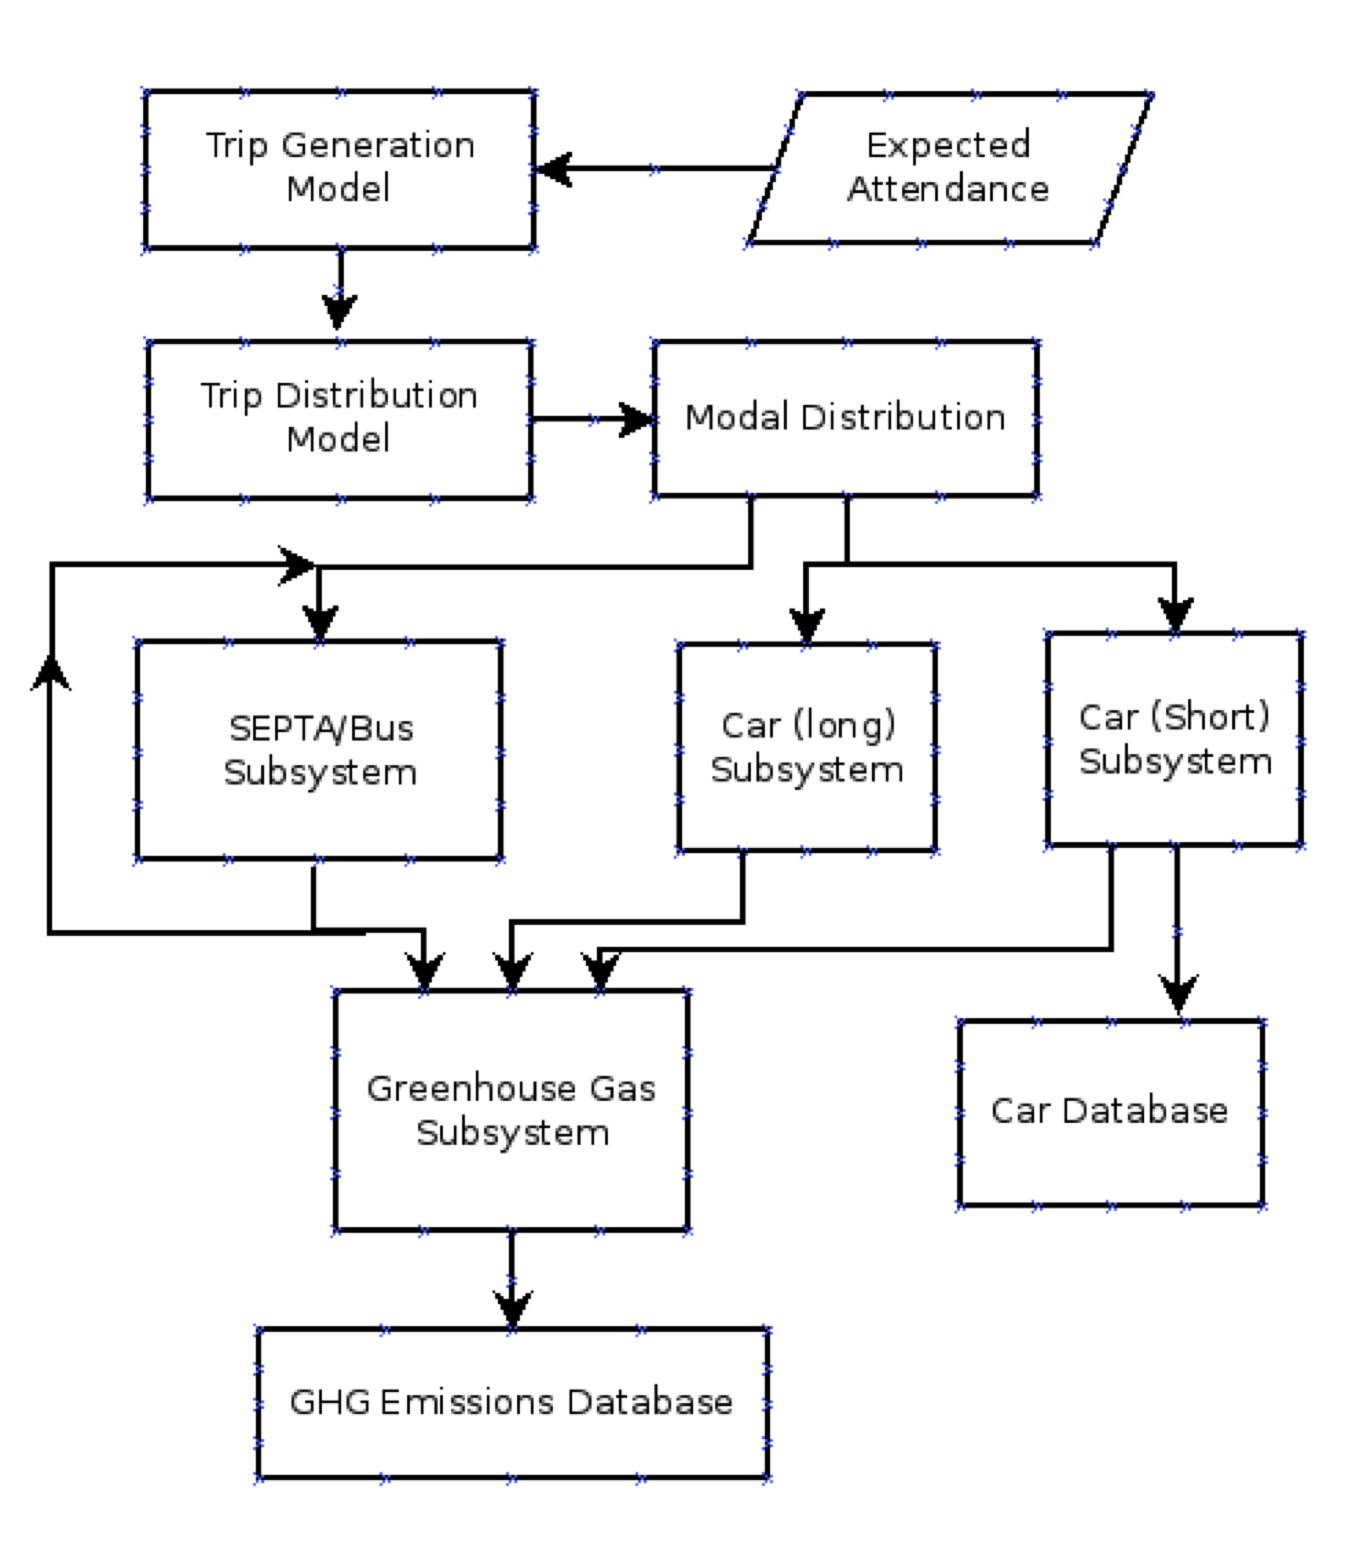 Trip Generation
Model
Expected
Attendance
Trip Distribution
Model
Modal Distribution
SEPTA/Bus
Subsystem
Car (long)
Subsystem
Car (Short)
Subsystem
Greenhouse Gas
Subsystem
Car Database
GHG Emissions Database